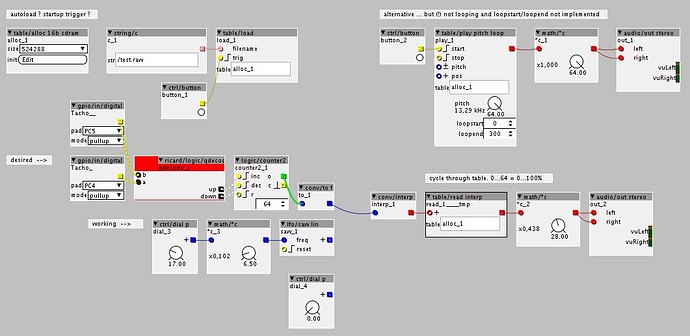 autoload ? startup trigger ?
alternative ... but (!) not looping and loopstart/loopend not implemented
table/alloc 16b sdram
alloc_1
size 524288
init Edit
string/c
c_1
str /test.raw
table/load
load_1
filename
trig
table alloc_1
ctrl/button
button_1
ctrl/button
button_2
table/play pitch loop
play_1
start
stop
pitch
pos
table alloc_1
pitch
13,29 kHz
64.00
loopstart 0
loopend 300
math/*c
*c_1
x1,000
64.00
audio/out stereo
out_1
left
right
vuLeft
vuRight
gpio/in/digital
Tacho__
pad PC5
mode pullup
desired -->
gpio/in/digital
Tacho_
pad PC4
mode pullup
ricard/logic/qdecod
b
a
up
down
logic/counter2
counter2_1
inc
o
dec
c
r
64
conv/to f
to_1
conv/interp
interp_1
cycle through table. 0...64 = 0...100%
table/read interp
read_1____tmp
table alloc_1
math/*c
*c_2
x0,438
28.00
audio/out stereo
out_2
left
right
vuLeft
vuRight
working -->
ctrl/dial p
dial_3
17.00
math/*c
*c_3
x0,102
6.50
lfo/saw lin
saw_1
freq
reset
ctrl/dial p
dial_4
0.00